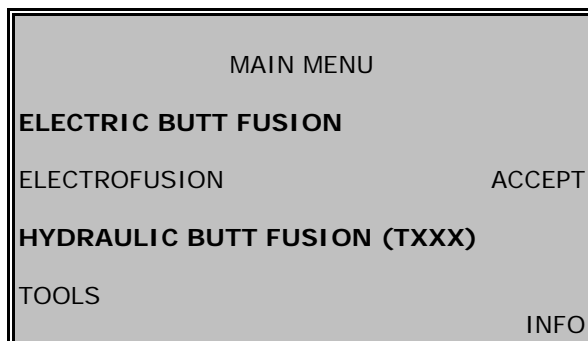 MAIN MENU
ELECTRIC BUTT FUSION
ELECTROFUSION ACCEPT
HYDRAULIC BUTT FUSION (TXXX)
TOOLS
INFO